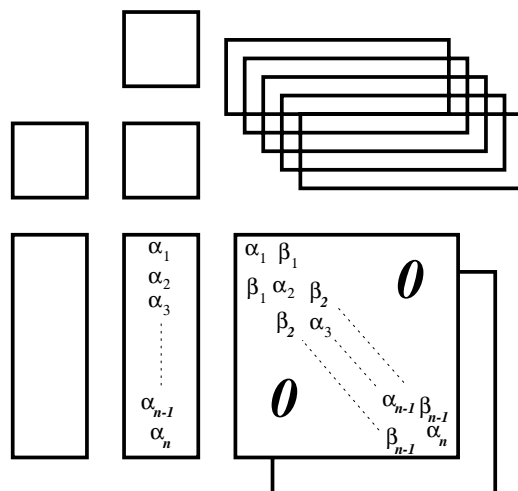 α₁
α₂
α₃
αₙ₋₁
αₙ
α₁ β₁
β₁ α₂ β₂
β₂ α₃
0
0
αₙ₋₁ βₙ₋₁
βₙ₋₁ αₙ